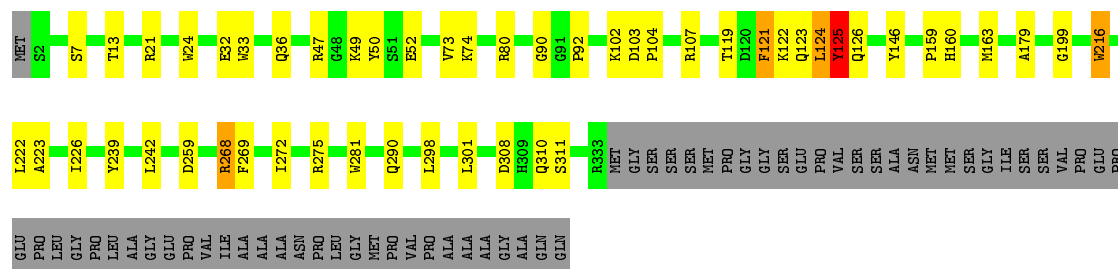 MET S2 S7 T13 R21 W24 E32 W33 Q36 R47 G48 K49 Y50 S51 E52 V73 K74 R80 G90 G91 P92 K102 D103 P104 R107 T119 D120 F121 K122 Q123 L124 Y125 Q126 Y146 P159 H160 M163 A179 G199 W216
L222 A223 I226 Y239 L242 D259 R268 F269 I272 R275 W281 Q290 L298 L301 D308 H309 Q310 S311 R333 MET GLY SER SER SER MET PRO GLY GLY SER GLU PRO VAL SER SER ALA ASN MET MET SER GLY ILE SER SER VAL PRO GLU PRO
GLU PRO LEU GLY PRO LEU ALA GLY GLU PRO VAL ILE ALA ALA ALA ASN PRO LEU GLY MET PRO VAL PRO ALA ALA ALA GLY ALA GLN GLN